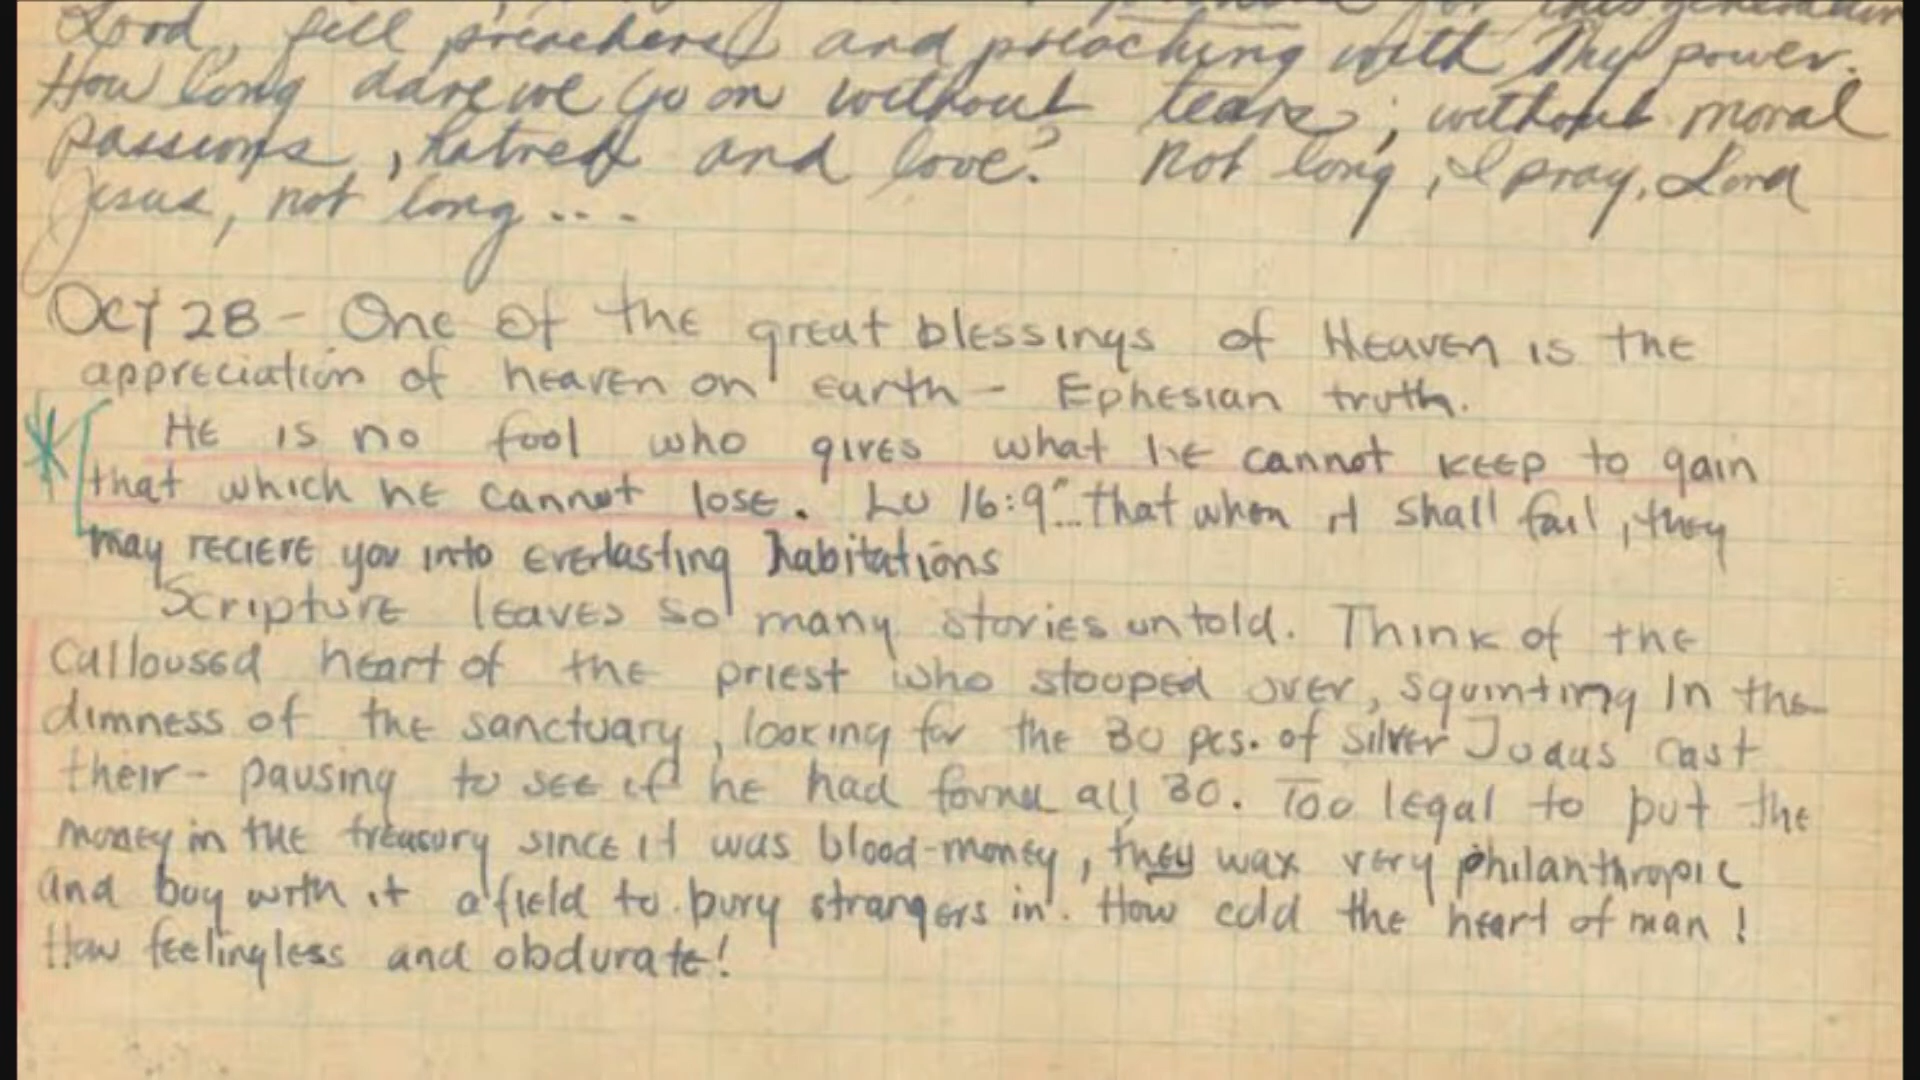 for this generation
Lord, fill preachers and preaching with Thy power.
How long dare we go on without tears, without moral
passions, hatred and love? Not long, I pray, Lord
Jesus, not long....
Oct 28 - One of the great blessings of Heaven is the
appreciation of heaven on earth - Ephesian truth.
* He is no fool who gives what he cannot keep to gain
that which he cannot lose. Lu 16:9 "...that when it shall fail, they
may reciere you into everlasting habitations
Scripture leaves so many stories untold. Think of the
calloused heart of the priest who stooped over, squinting in the
dimness of the sanctuary, looking for the 30 pcs. of silver Judus cast
their - pausing to see if he had found all 30. Too legal to put the
money in the treasury since it was blood-money, they wax very philanthropic
and buy with it a field to bury strangers in. How cold the heart of man!
How feelingless and obdurate!